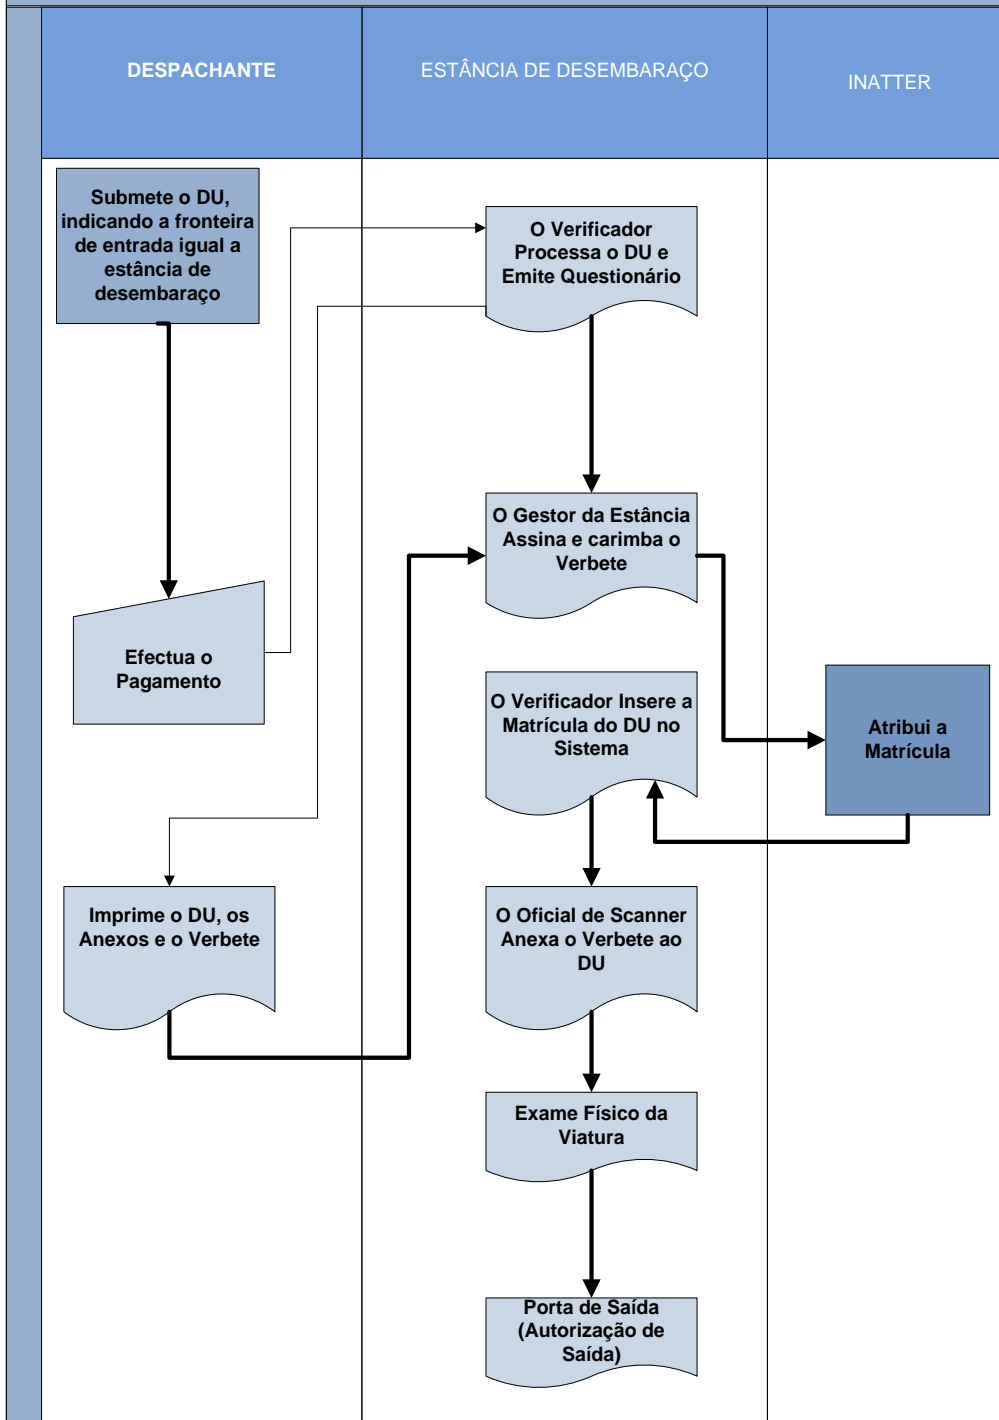 DESPACHANTE
ESTÂNCIA DE DESEMBARAÇO
INATTER
Submete o DU,
indicando a fronteira
de entrada igual a
estância de
desembaraço
O Verificador
Processa o DU e
Emite Questionário
O Gestor da Estância
Assina e carimba o
Verbete
Efectua o
Pagamento
O Verificador Insere a
Matrícula do DU no
Sistema
Atribui a
Matrícula
Imprime o DU, os
Anexos e o Verbete
O Oficial de Scanner
Anexa o Verbete ao
DU
Exame Físico da
Viatura
Porta de Saída
(Autorização de
Saída)